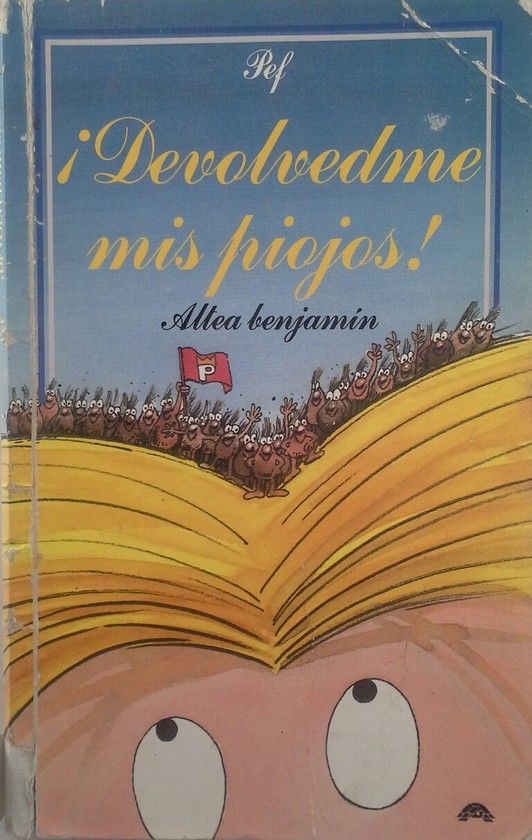 Pef
¡Devolvedme
mis piojos!
Altea benjamín
P